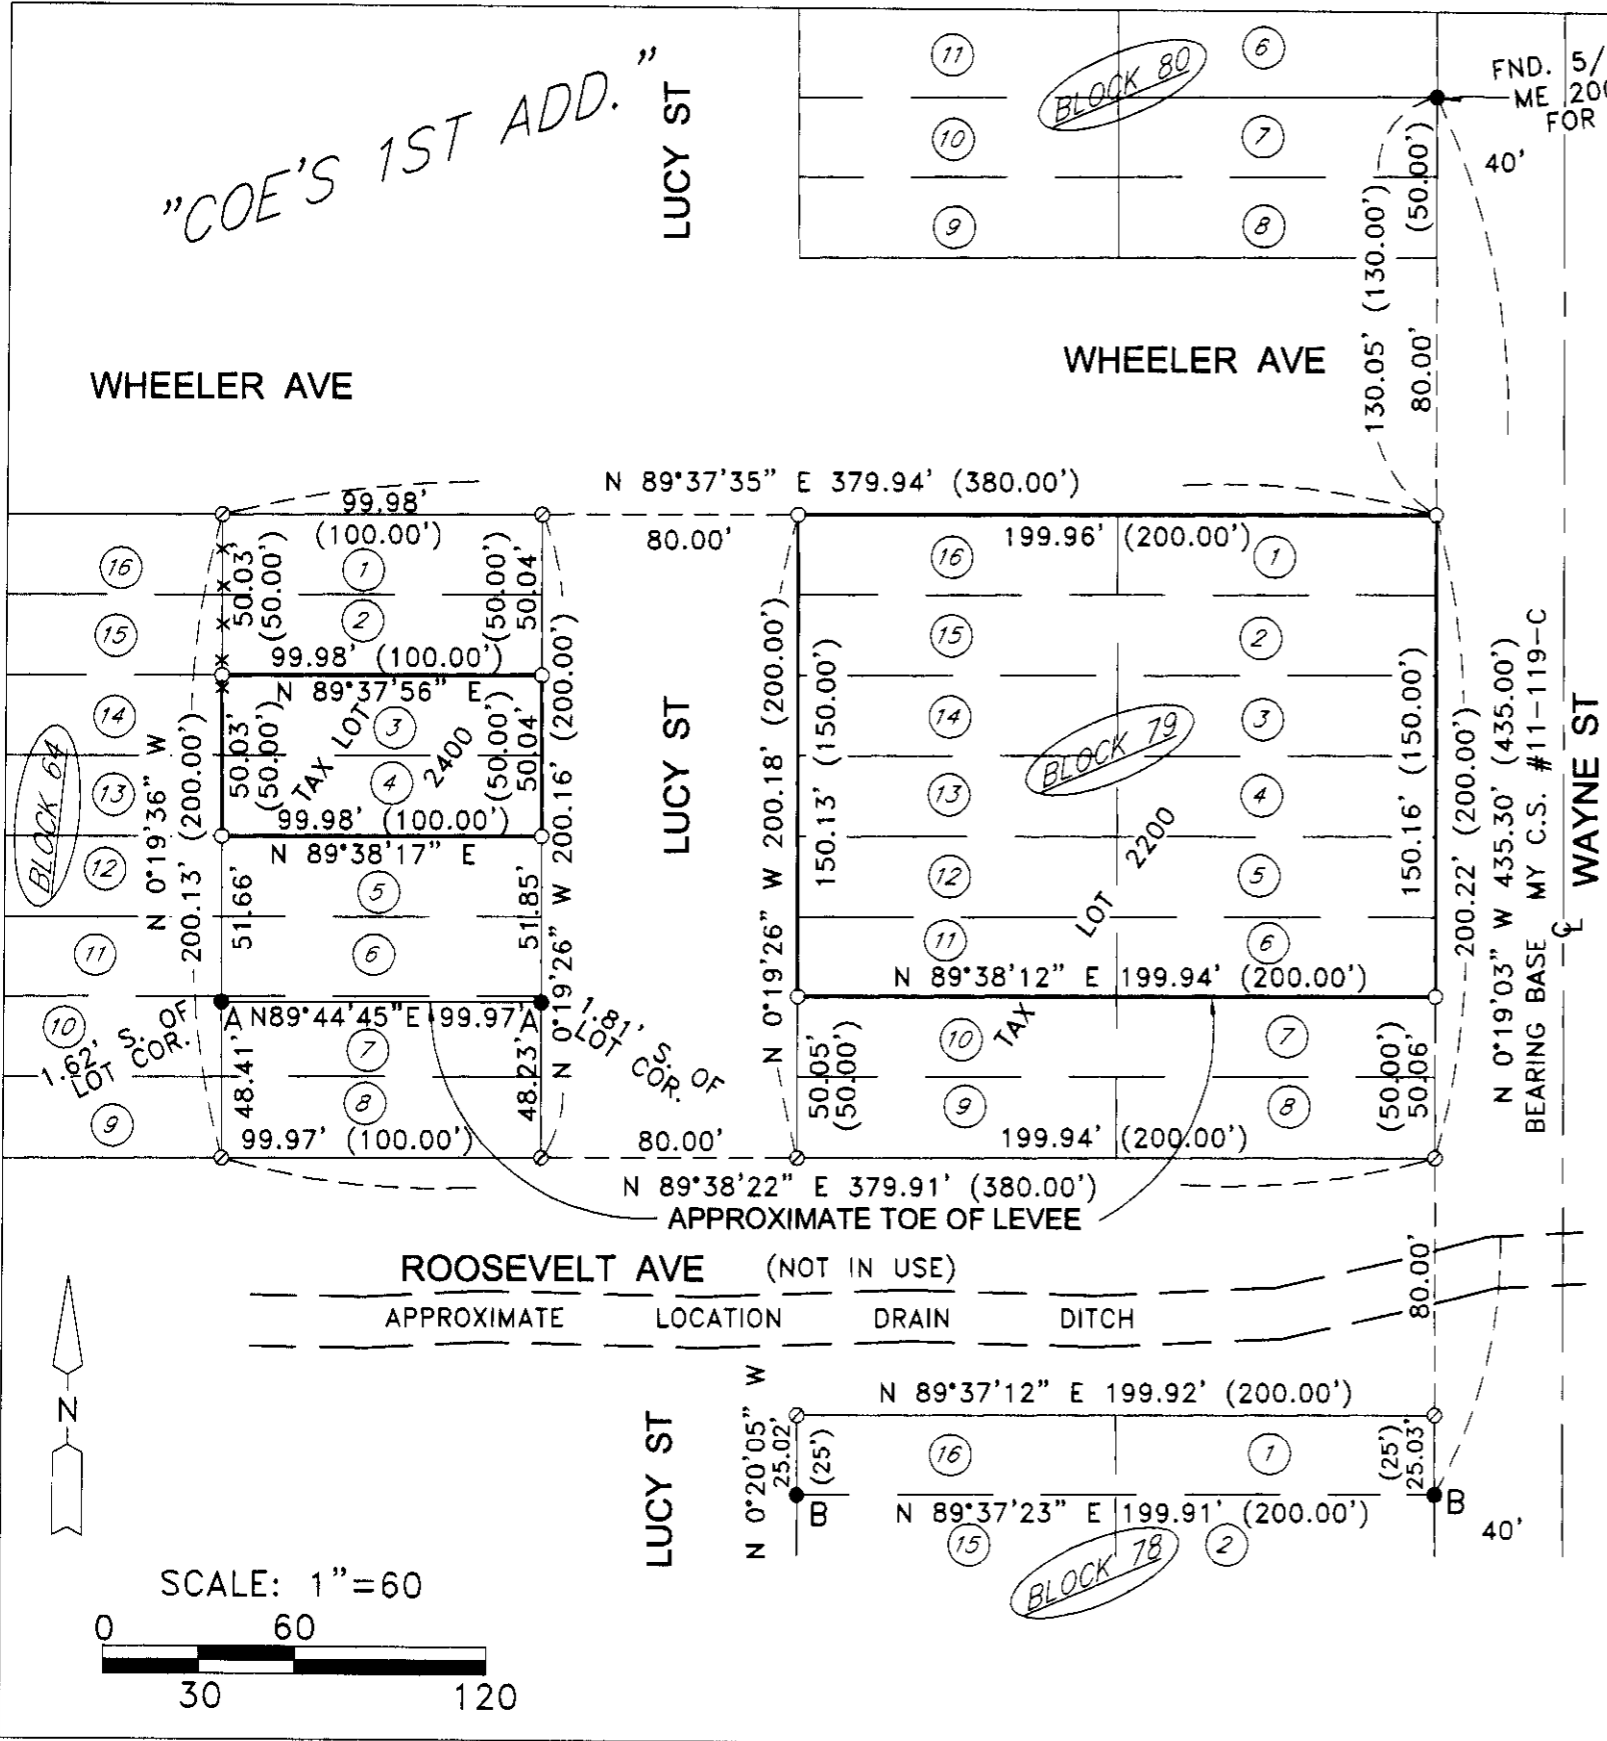 "COE'S 1ST ADD."
LUCY ST
11
BLOCK 80
6
10
7
9
8
FND. 5/
ME 200
FOR
40'
(50.00')
130.05' (130.00')
80.00'
WHEELER AVE
WHEELER AVE
N 89°37'35" E 379.94' (380.00')
99.98'
(100.00')
80.00'
199.96' (200.00')
16
15
14
13
12
11
10
9
BLOCK 64
N 0°19'36" W
200.13' (200.00')
50.03'
(50.00')
1
2
(50.00')
50.04'
99.98' (100.00')
N 89°37'56" E
50.03'
(50.00')
TAX LOT 2400
3
4
(50.00')
50.04'
99.98' (100.00')
N 89°38'17" E
51.66'
5
6
51.85'
A N89°44'45"E 99.97' A
1.62' S. OF
LOT COR.
1.81' S. OF
LOT COR.
48.41'
7
8
48.23'
99.97' (100.00')
N 0°19'26" W 200.16' (200.00')
LUCY ST
N 0°19'26" W 200.18' (200.00')
150.13' (150.00')
16
1
15
2
14
3
BLOCK 79
13
4
12
5
11
6
TAX LOT 2200
150.16' (150.00')
200.22' (200.00')
N 0°19'03" W 435.30' (435.00')
BEARING BASE MY C.S. #11-119-C
CL WAYNE ST
N 89°38'12" E 199.94' (200.00')
50.05'
(50.00')
10
7
9
8
(50.00')
50.06'
80.00'
199.94' (200.00')
N 89°38'22" E 379.91' (380.00')
APPROXIMATE TOE OF LEVEE
ROOSEVELT AVE (NOT IN USE)
APPROXIMATE LOCATION DRAIN DITCH
80.00'
N
LUCY ST
N 0°20'05" W
25.02'
(25')
N 89°37'12" E 199.92' (200.00')
16
1
(25')
25.03'
B
N 89°37'23" E 199.91' (200.00')
B
40'
15
BLOCK 78
2
SCALE: 1"=60
0 60
30 120